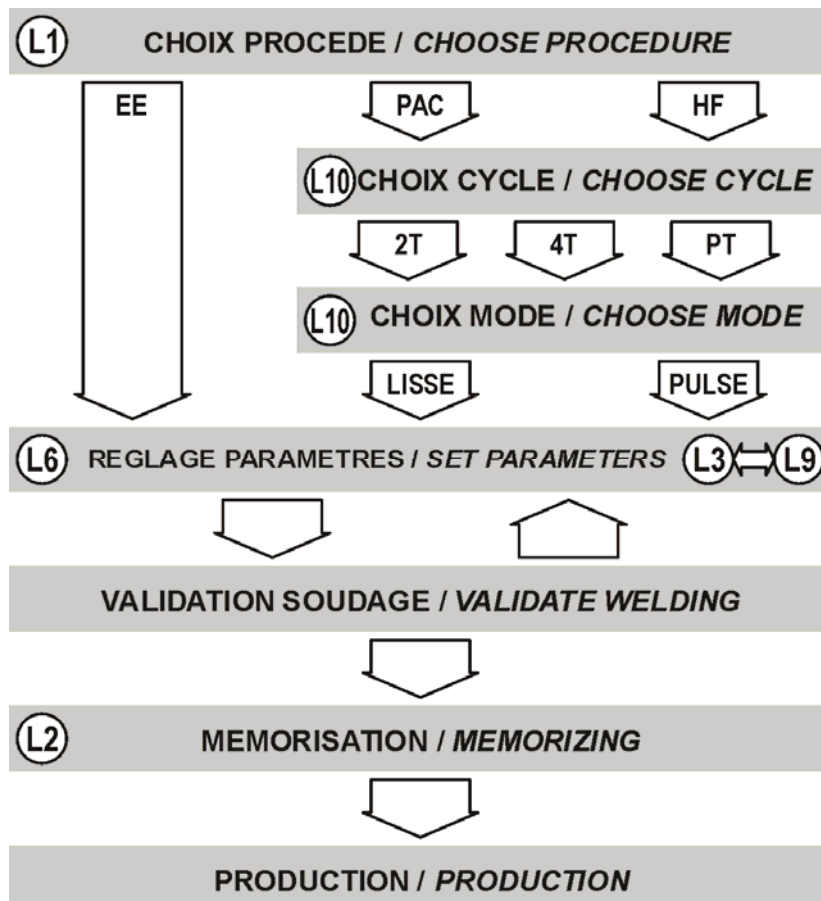 L1 CHOIX PROCEDE / CHOOSE PROCEDURE
EE PAC HF
L10 CHOIX CYCLE / CHOOSE CYCLE
2T 4T PT
L10 CHOIX MODE / CHOOSE MODE
LISSE PULSE
L6 REGLAGE PARAMETRES / SET PARAMETERS L3 L9
VALIDATION SOUDAGE / VALIDATE WELDING
L2 MEMORISATION / MEMORIZING
PRODUCTION / PRODUCTION